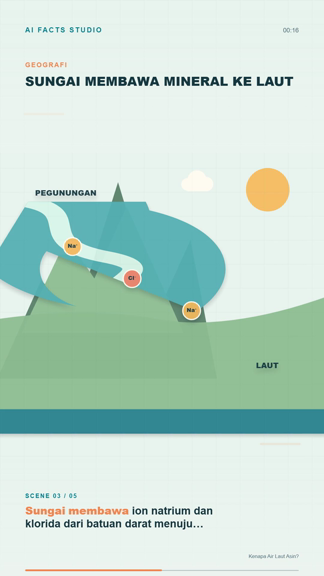 AI FACTS STUDIO
00:16
GEOGRAFI
SUNGAI MEMBAWA MINERAL KE LAUT
PEGUNUNGAN
Na⁺
Cl⁻
Na⁺
LAUT
SCENE 03 / 05
Sungai membawa ion natrium dan
klorida dari batuan darat menuju...
Kenapa Air Laut Asin?